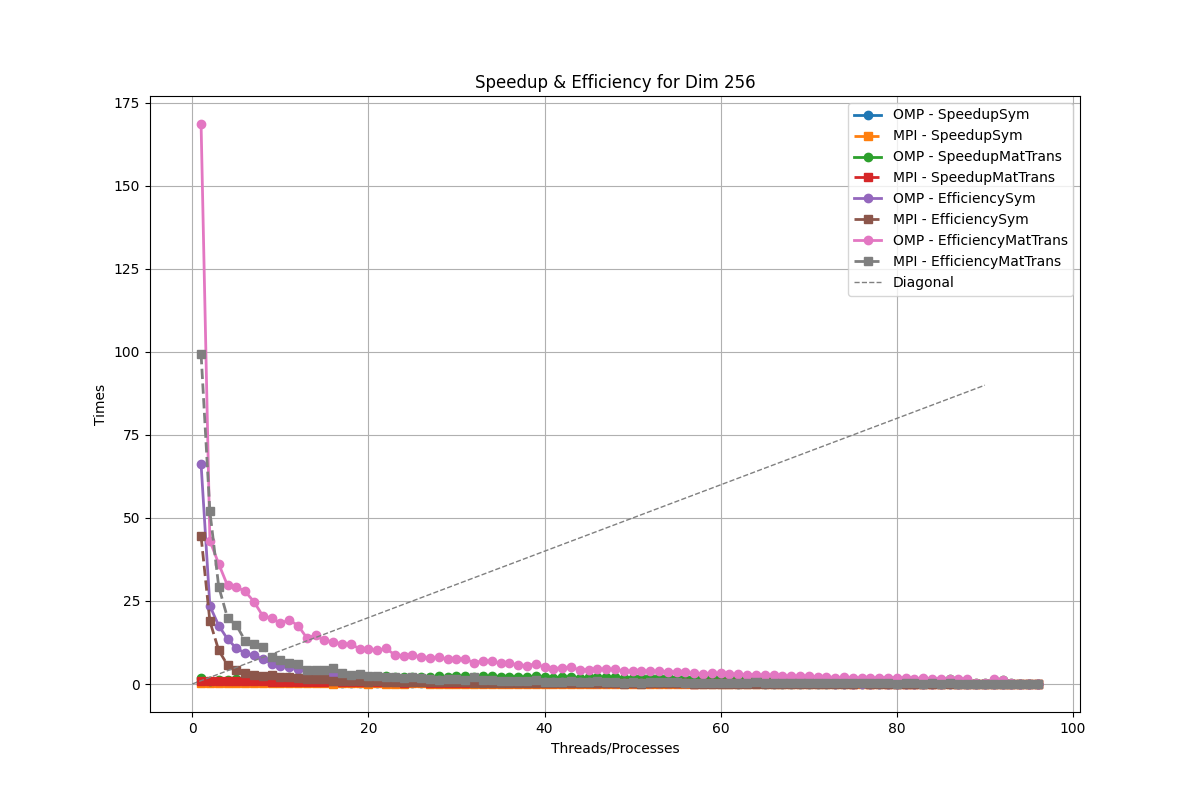 Speedup & Efficiency for Dim 256
175
150
125
100
75
50
25
0
Times
OMP - SpeedupSym
MPI - SpeedupSym
OMP - SpeedupMatTrans
MPI - SpeedupMatTrans
OMP - EfficiencySym
MPI - EfficiencySym
OMP - EfficiencyMatTrans
MPI - EfficiencyMatTrans
Diagonal
0 20 40 60 80 100
Threads/Processes